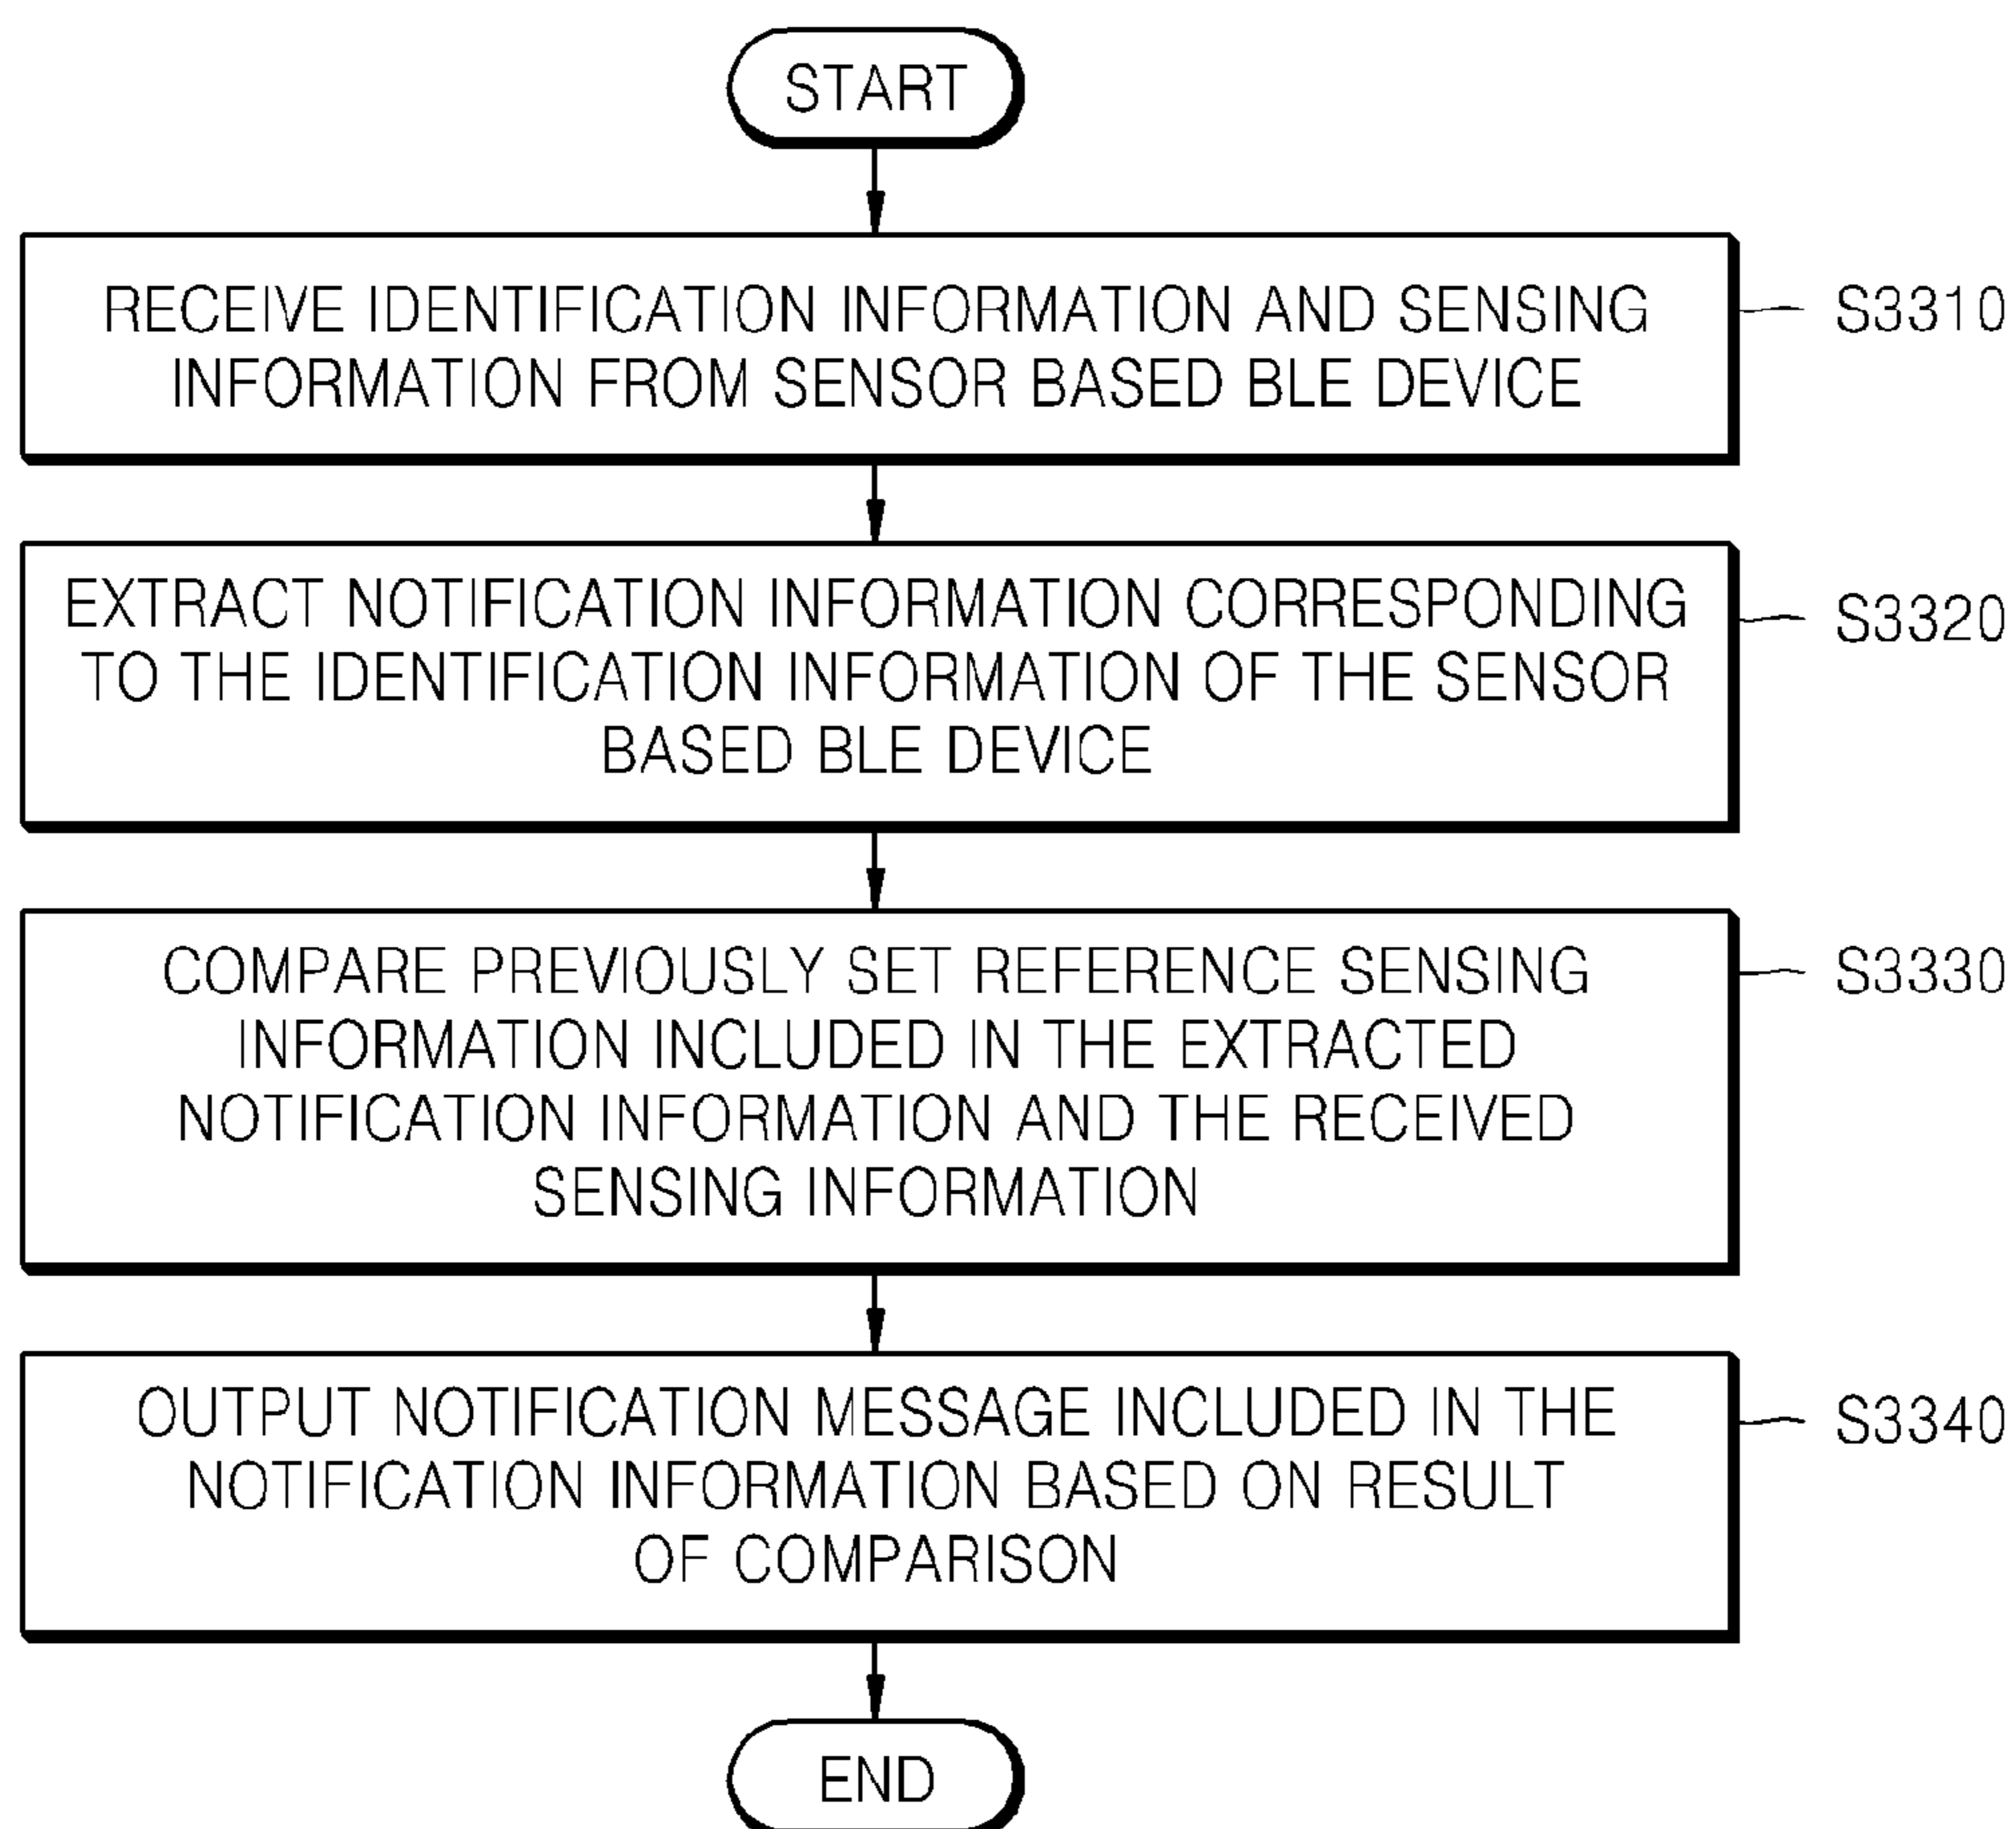 START
RECEIVE IDENTIFICATION INFORMATION AND SENSING
INFORMATION FROM SENSOR BASED BLE DEVICE
S3310
EXTRACT NOTIFICATION INFORMATION CORRESPONDING
TO THE IDENTIFICATION INFORMATION OF THE SENSOR
BASED BLE DEVICE
S3320
COMPARE PREVIOUSLY SET REFERENCE SENSING
INFORMATION INCLUDED IN THE EXTRACTED
NOTIFICATION INFORMATION AND THE RECEIVED
SENSING INFORMATION
S3330
OUTPUT NOTIFICATION MESSAGE INCLUDED IN THE
NOTIFICATION INFORMATION BASED ON RESULT
OF COMPARISON
S3340
END